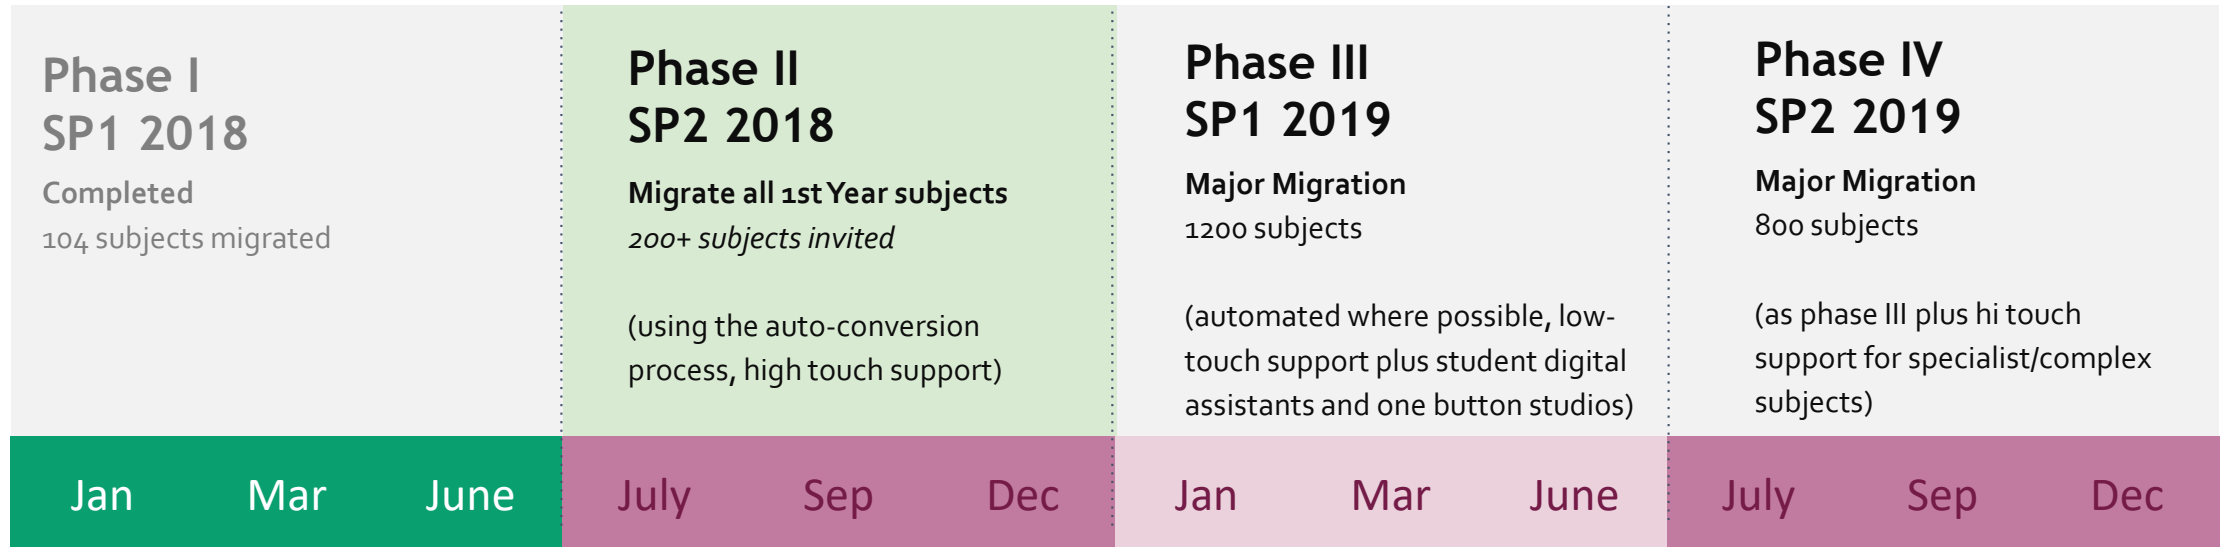 Phase I
SP1 2018
Completed
104 subjects migrated
Phase II
SP2 2018
Migrate all 1st Year subjects
200+ subjects invited
(using the auto-conversion
process, high touch support)
Phase III
SP1 2019
Major Migration
1200 subjects
(automated where possible, low-
touch support plus student digital
assistants and one button studios)
Phase IV
SP2 2019
Major Migration
800 subjects
(as phase III plus hi touch
support for specialist/complex
subjects)
Jan Mar June July Sep Dec Jan Mar June July Sep Dec